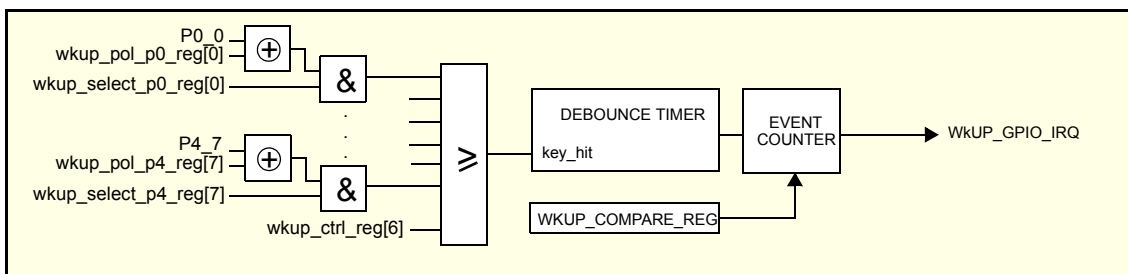 P0_0
wkup_pol_p0_reg[0]
wkup_select_p0_reg[0]
&
P4_7
wkup_pol_p4_reg[7]
wkup_select_p4_reg[7]
&
wkup_ctrl_reg[6]
≥
DEBOUNCE TIMER
key_hit
EVENT
COUNTER
WkUP_GPIO_IRQ
WKUP_COMPARE_REG